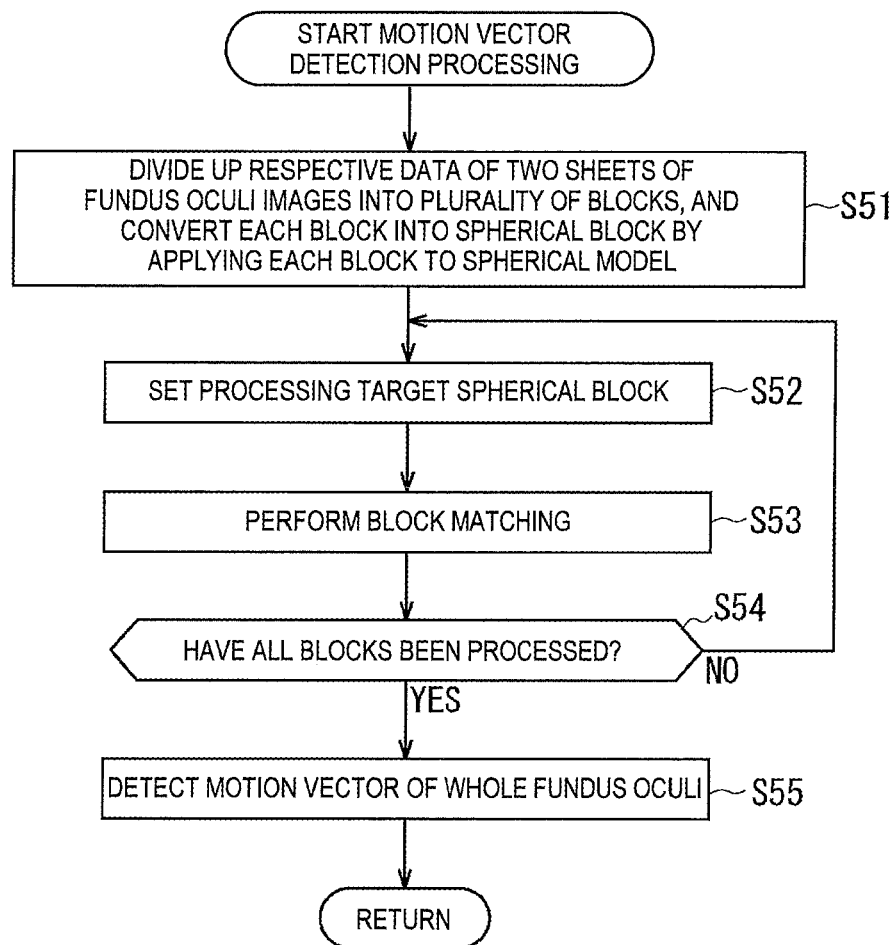 START MOTION VECTOR
DETECTION PROCESSING
DIVIDE UP RESPECTIVE DATA OF TWO SHEETS OF
FUNDUS OCULI IMAGES INTO PLURALITY OF BLOCKS, AND
CONVERT EACH BLOCK INTO SPHERICAL BLOCK BY
APPLYING EACH BLOCK TO SPHERICAL MODEL
S51
SET PROCESSING TARGET SPHERICAL BLOCK
S52
PERFORM BLOCK MATCHING
S53
S54
HAVE ALL BLOCKS BEEN PROCESSED?
NO
YES
DETECT MOTION VECTOR OF WHOLE FUNDUS OCULI
S55
RETURN